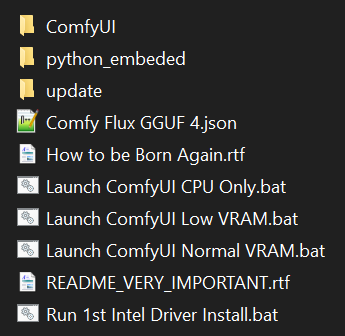 ComfyUI
python_embeded
update
Comfy Flux GGUF 4.json
How to be Born Again.rtf
Launch ComfyUI CPU Only.bat
Launch ComfyUI Low VRAM.bat
Launch ComfyUI Normal VRAM.bat
README_VERY_IMPORTANT.rtf
Run 1st Intel Driver Install.bat